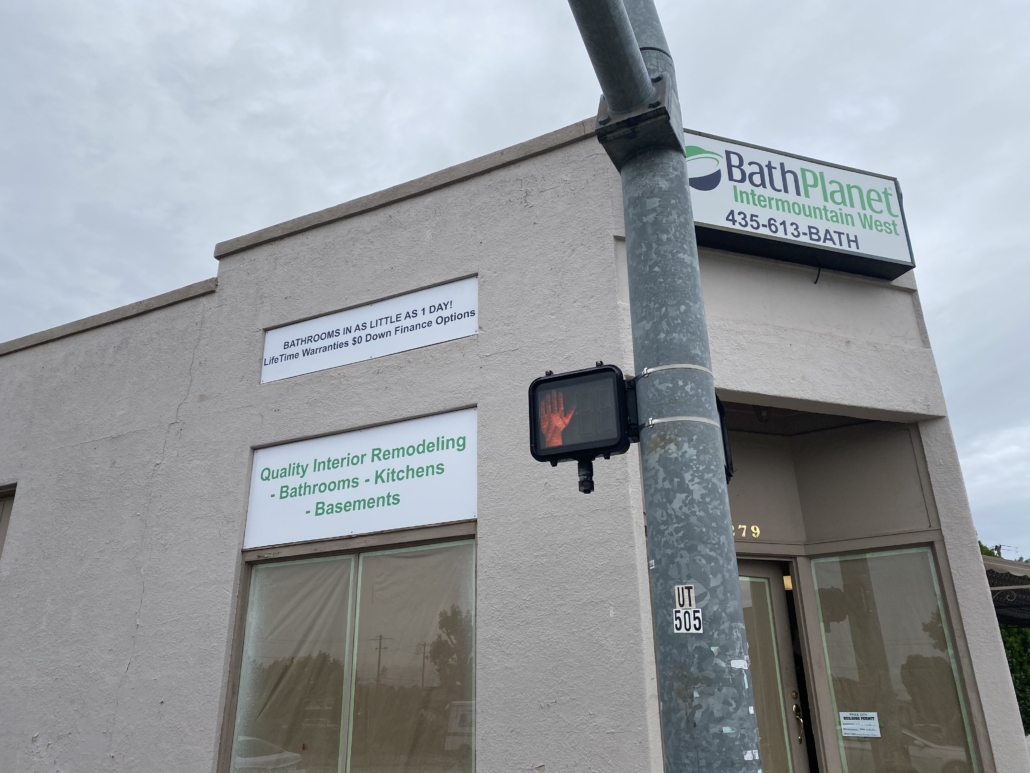 BathPlanet
Intermountain West
435-613-BATH
BATHROOMS IN AS LITTLE AS 1 DAY!
LifeTime Warranties $0 Down Finance Options
Quality Interior Remodeling
- Bathrooms - Kitchens
- Basements
279
UT
505
BUILDING PERMIT